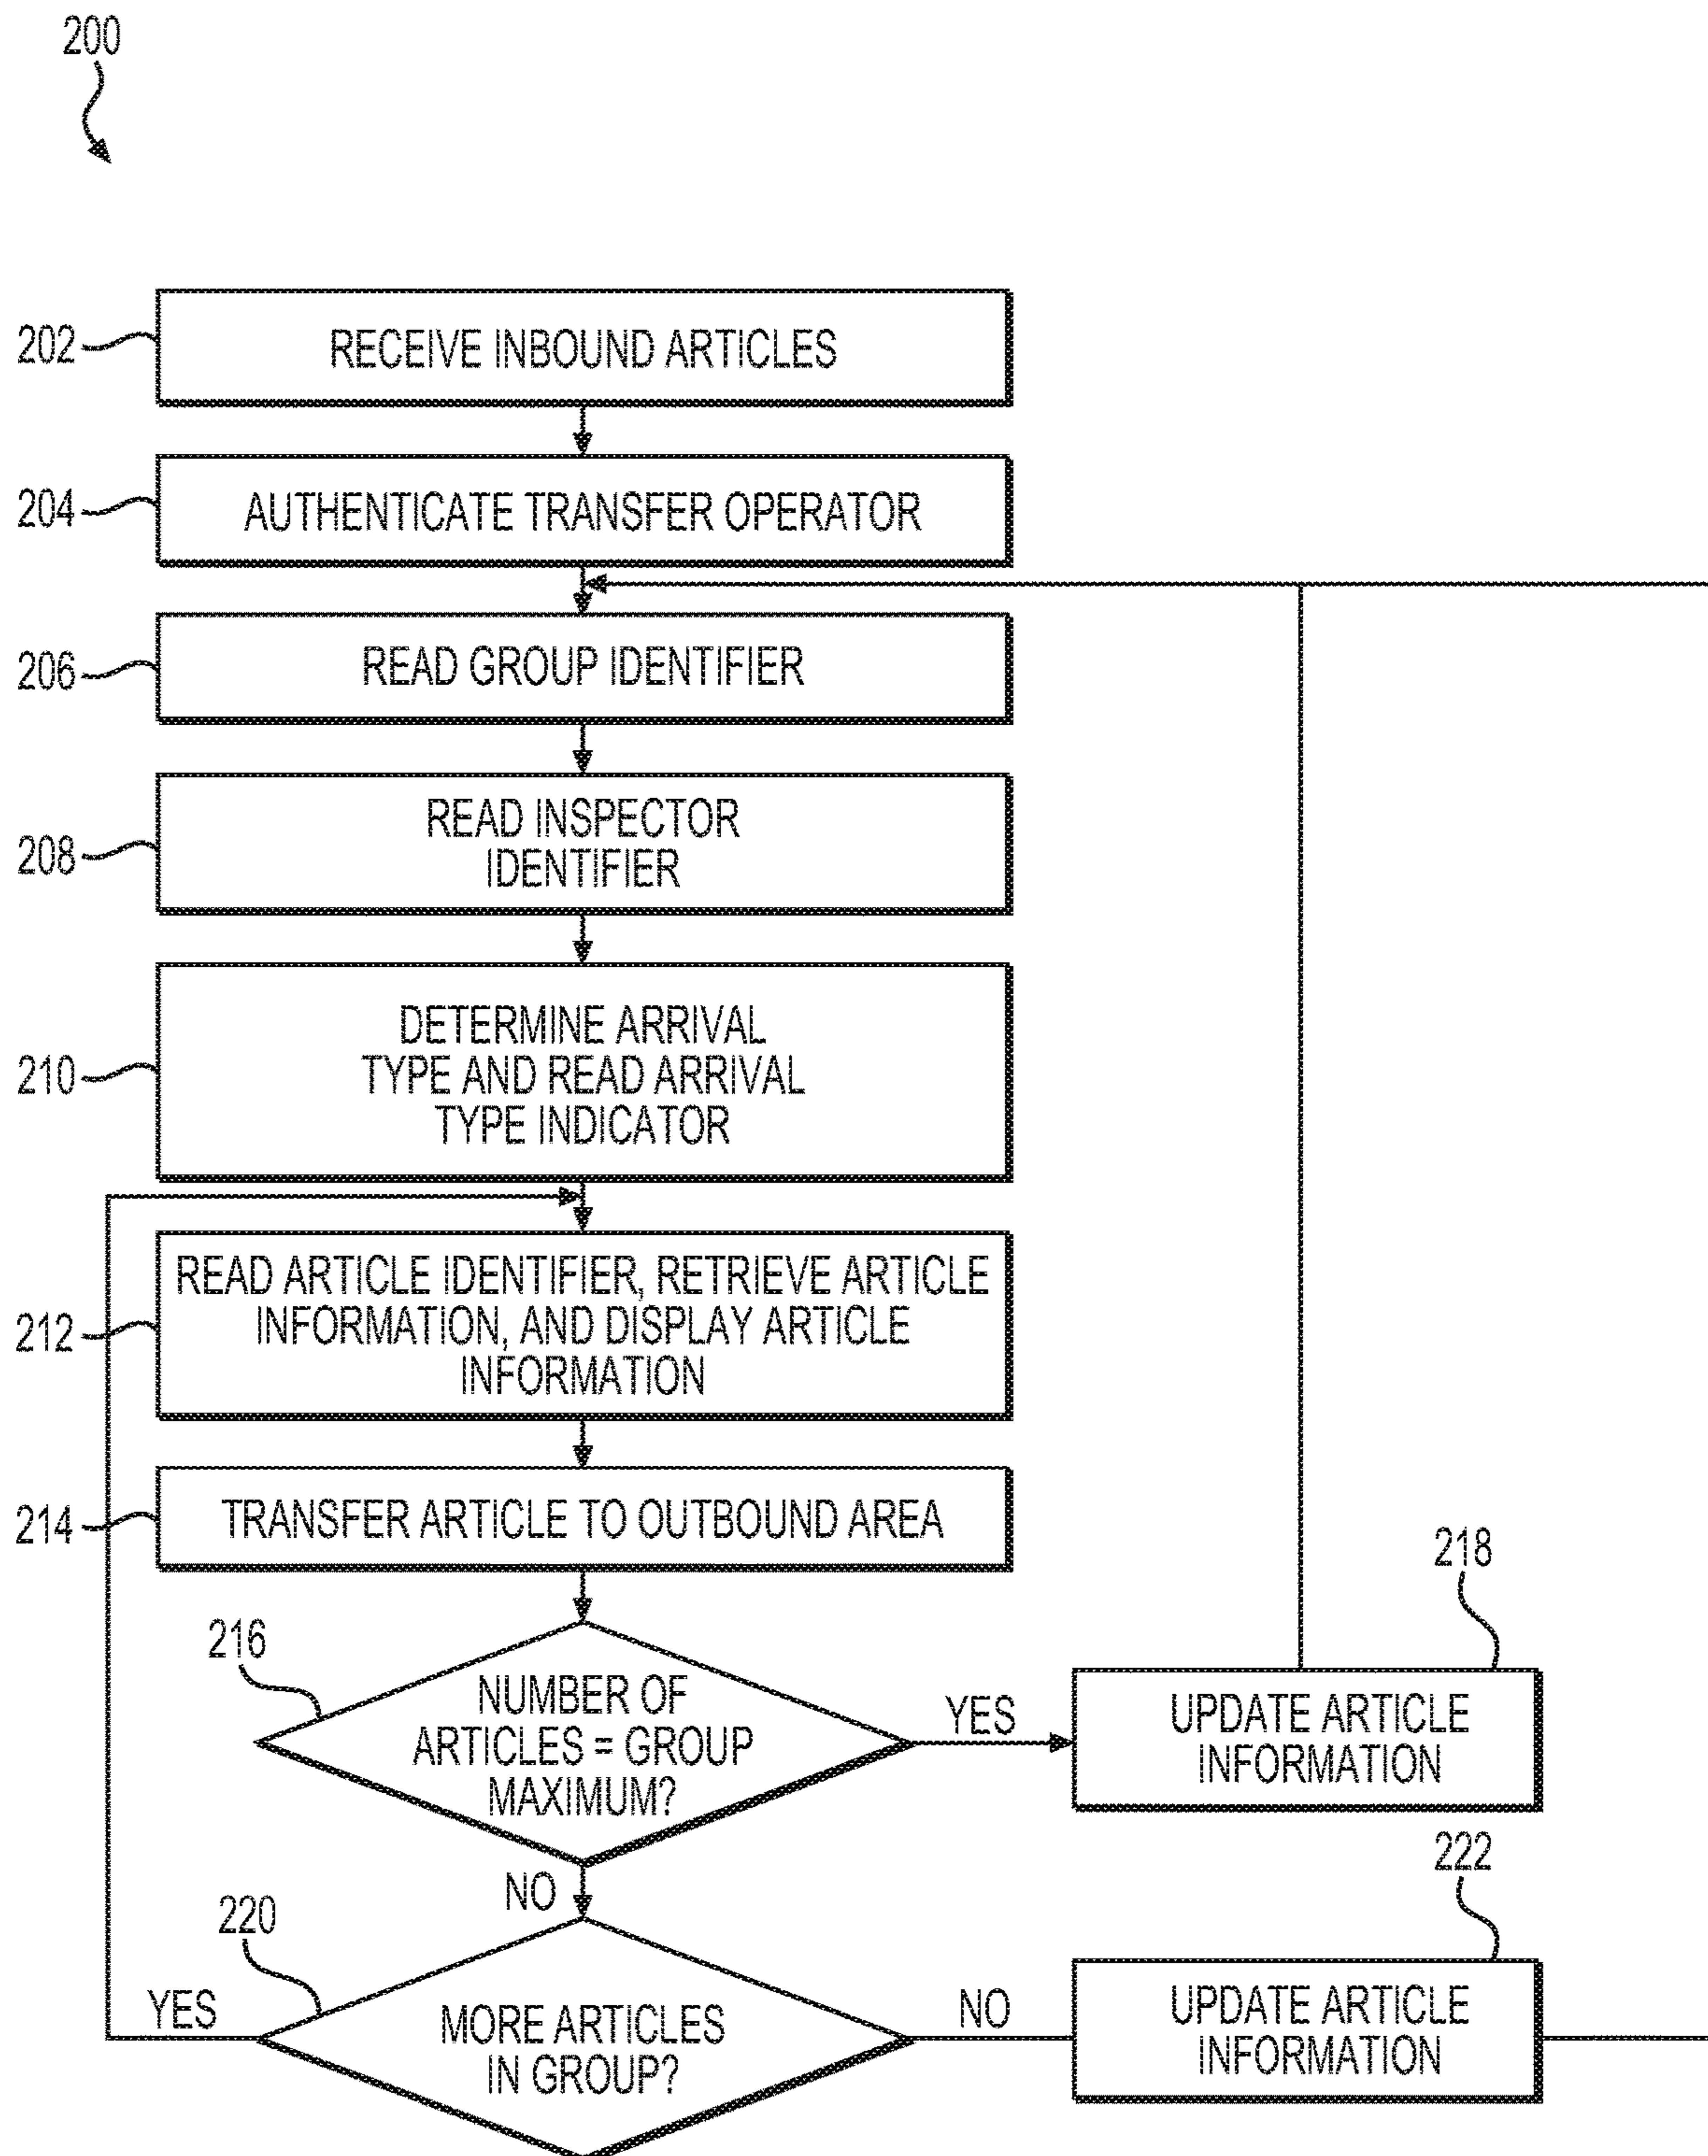 200
202
RECEIVE INBOUND ARTICLES
204
AUTHENTICATE TRANSFER OPERATOR
206
READ GROUP IDENTIFIER
208
READ INSPECTOR
IDENTIFIER
210
DETERMINE ARRIVAL
TYPE AND READ ARRIVAL
TYPE INDICATOR
212
READ ARTICLE IDENTIFIER, RETRIEVE ARTICLE
INFORMATION, AND DISPLAY ARTICLE
INFORMATION
214
TRANSFER ARTICLE TO OUTBOUND AREA
216
NUMBER OF
ARTICLES = GROUP
MAXIMUM?
YES
218
UPDATE ARTICLE
INFORMATION
NO
220
MORE ARTICLES
IN GROUP?
YES
NO
222
UPDATE ARTICLE
INFORMATION